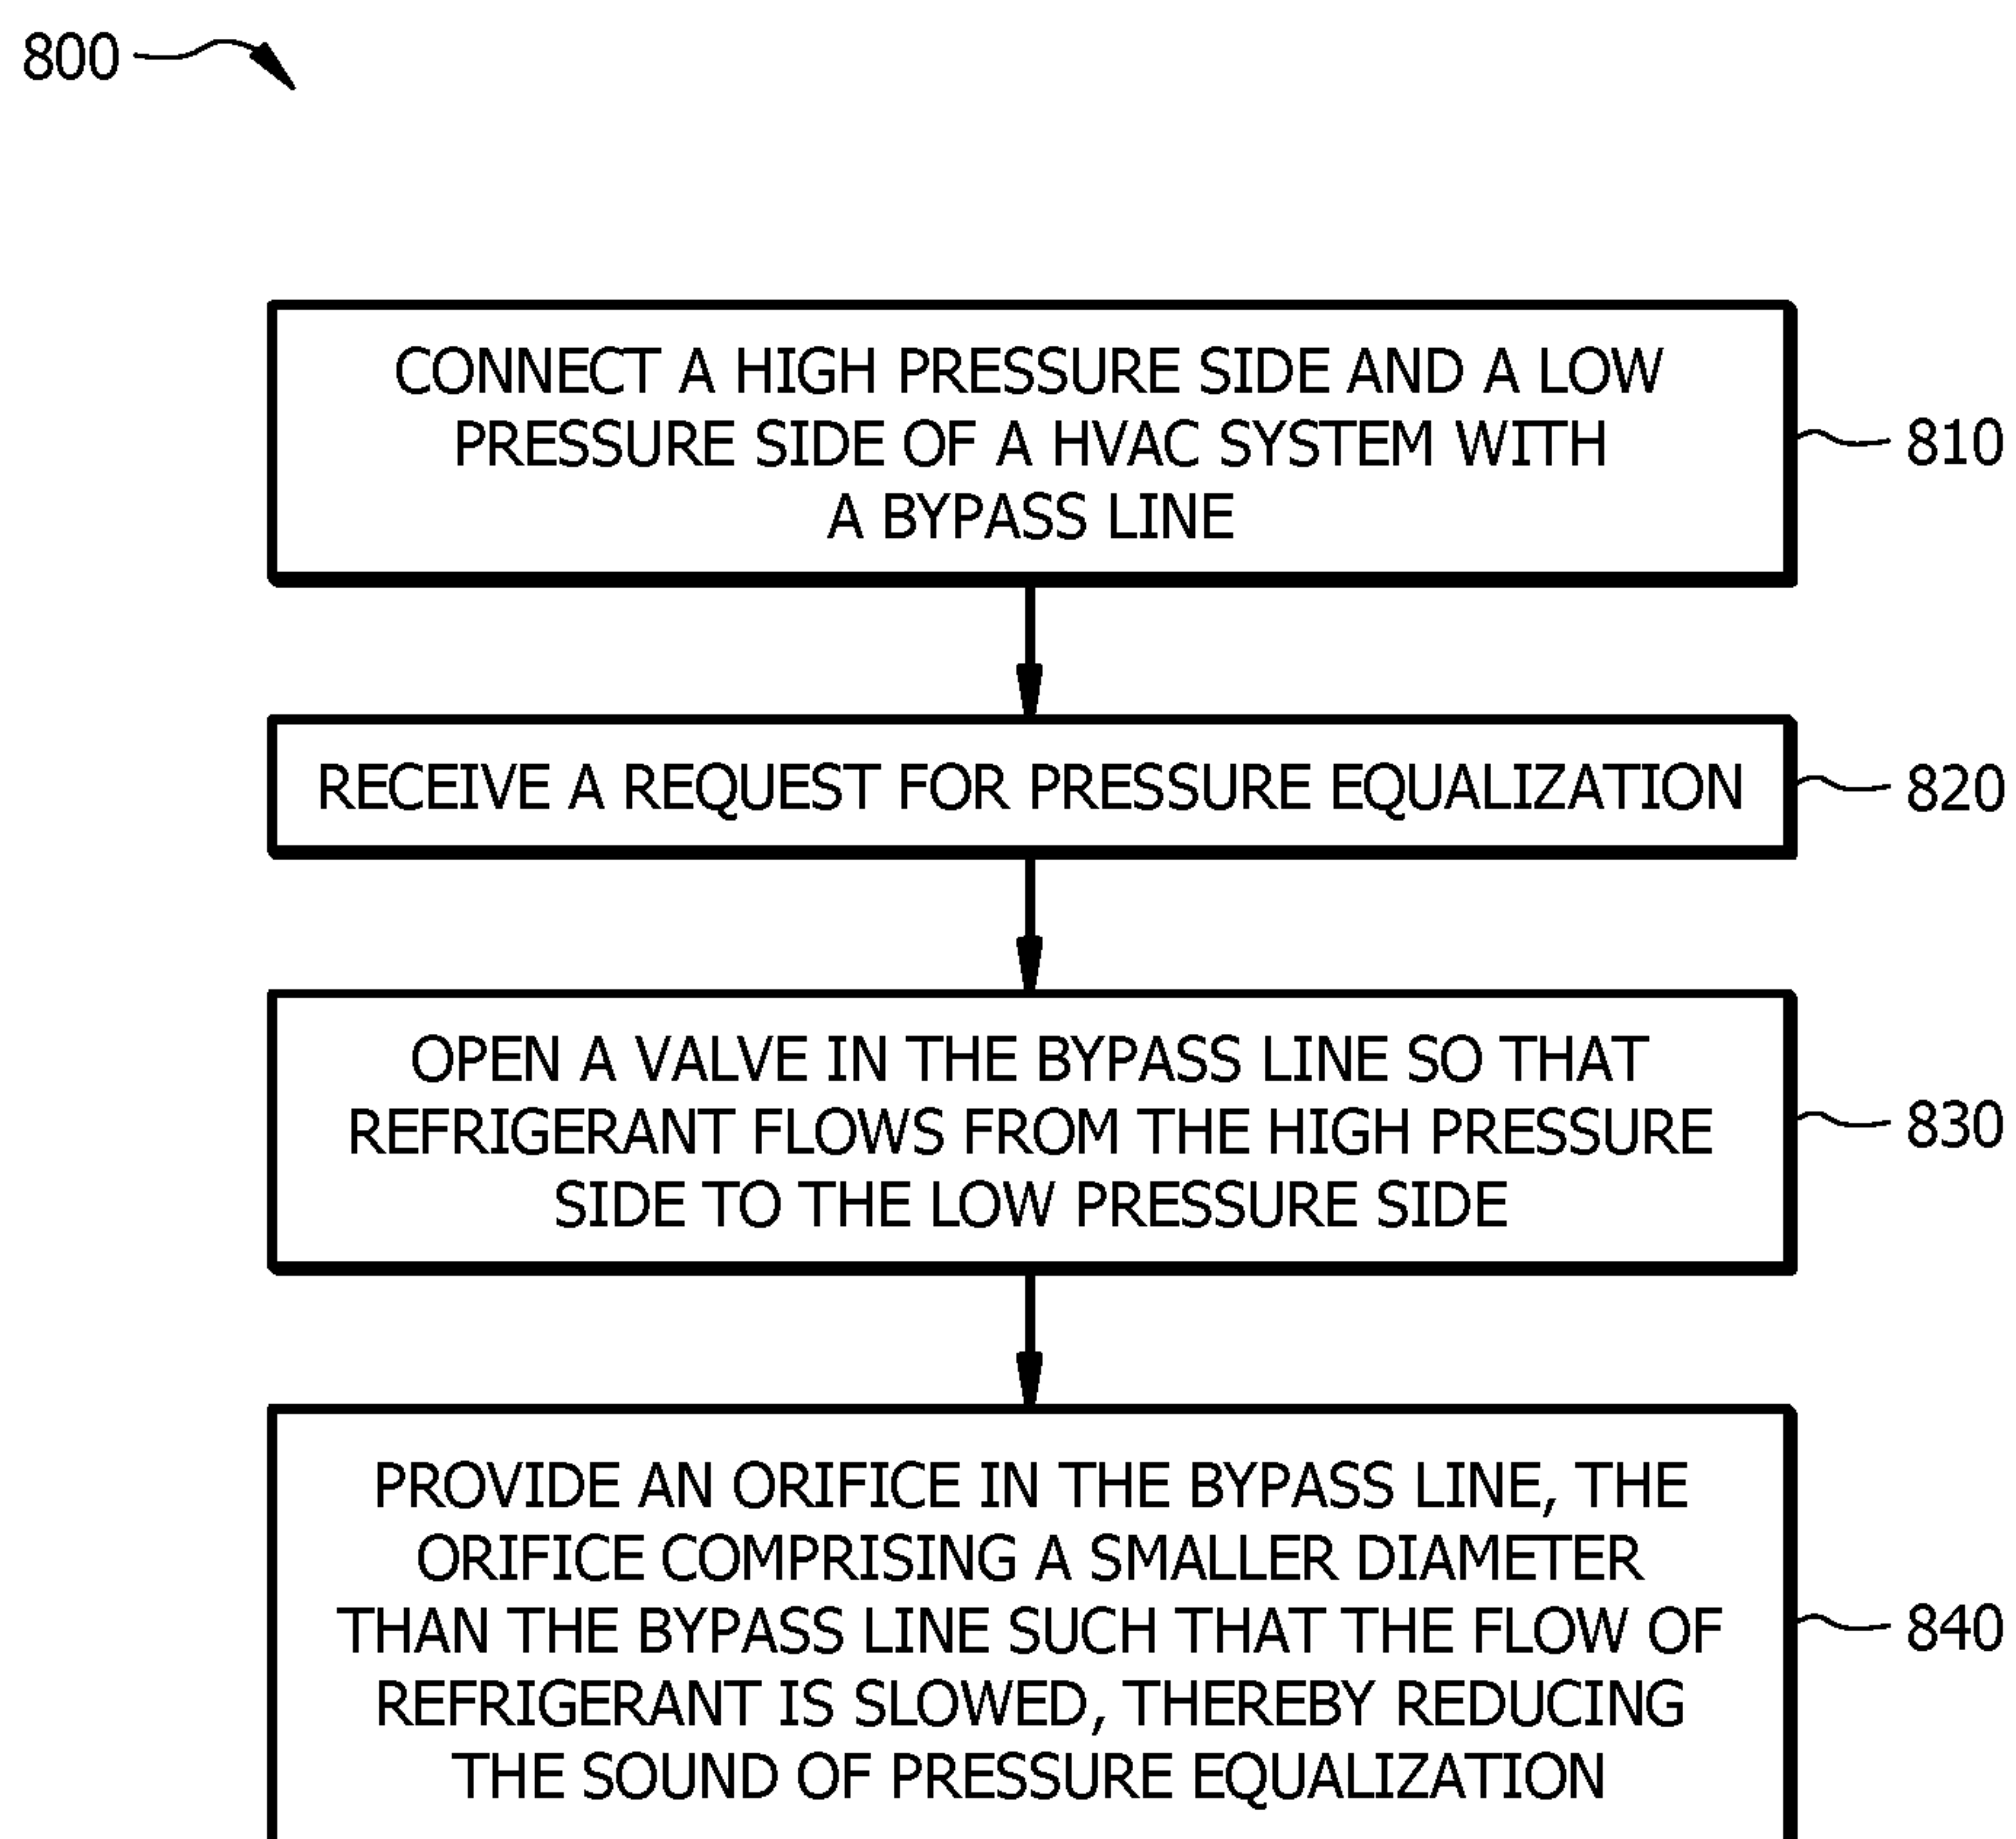 800
CONNECT A HIGH PRESSURE SIDE AND A LOW
PRESSURE SIDE OF A HVAC SYSTEM WITH
A BYPASS LINE
810
RECEIVE A REQUEST FOR PRESSURE EQUALIZATION
820
OPEN A VALVE IN THE BYPASS LINE SO THAT
REFRIGERANT FLOWS FROM THE HIGH PRESSURE
SIDE TO THE LOW PRESSURE SIDE
830
PROVIDE AN ORIFICE IN THE BYPASS LINE, THE
ORIFICE COMPRISING A SMALLER DIAMETER
THAN THE BYPASS LINE SUCH THAT THE FLOW OF
REFRIGERANT IS SLOWED, THEREBY REDUCING
THE SOUND OF PRESSURE EQUALIZATION
840